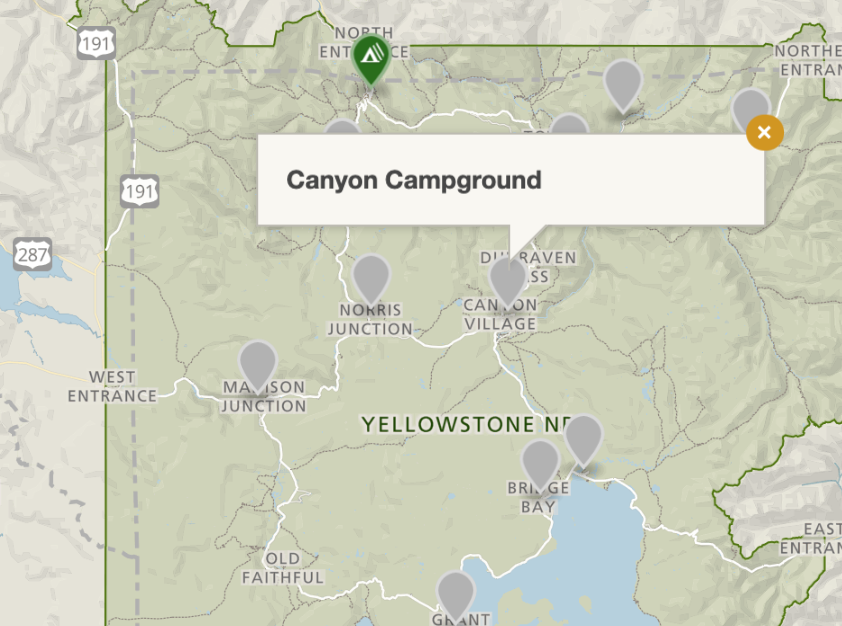 191
NORTH
ENTRANCE
NORTHE
ENTRAN
Canyon Campground
191
287
DUNRAVEN
PASS
CANYON
VILLAGE
NORRIS
JUNCTION
WEST
ENTRANCE
MADISON
JUNCTION
YELLOWSTONE NP
BRIDGE
BAY
EAST
ENTRAN
OLD
FAITHFUL
GRANT